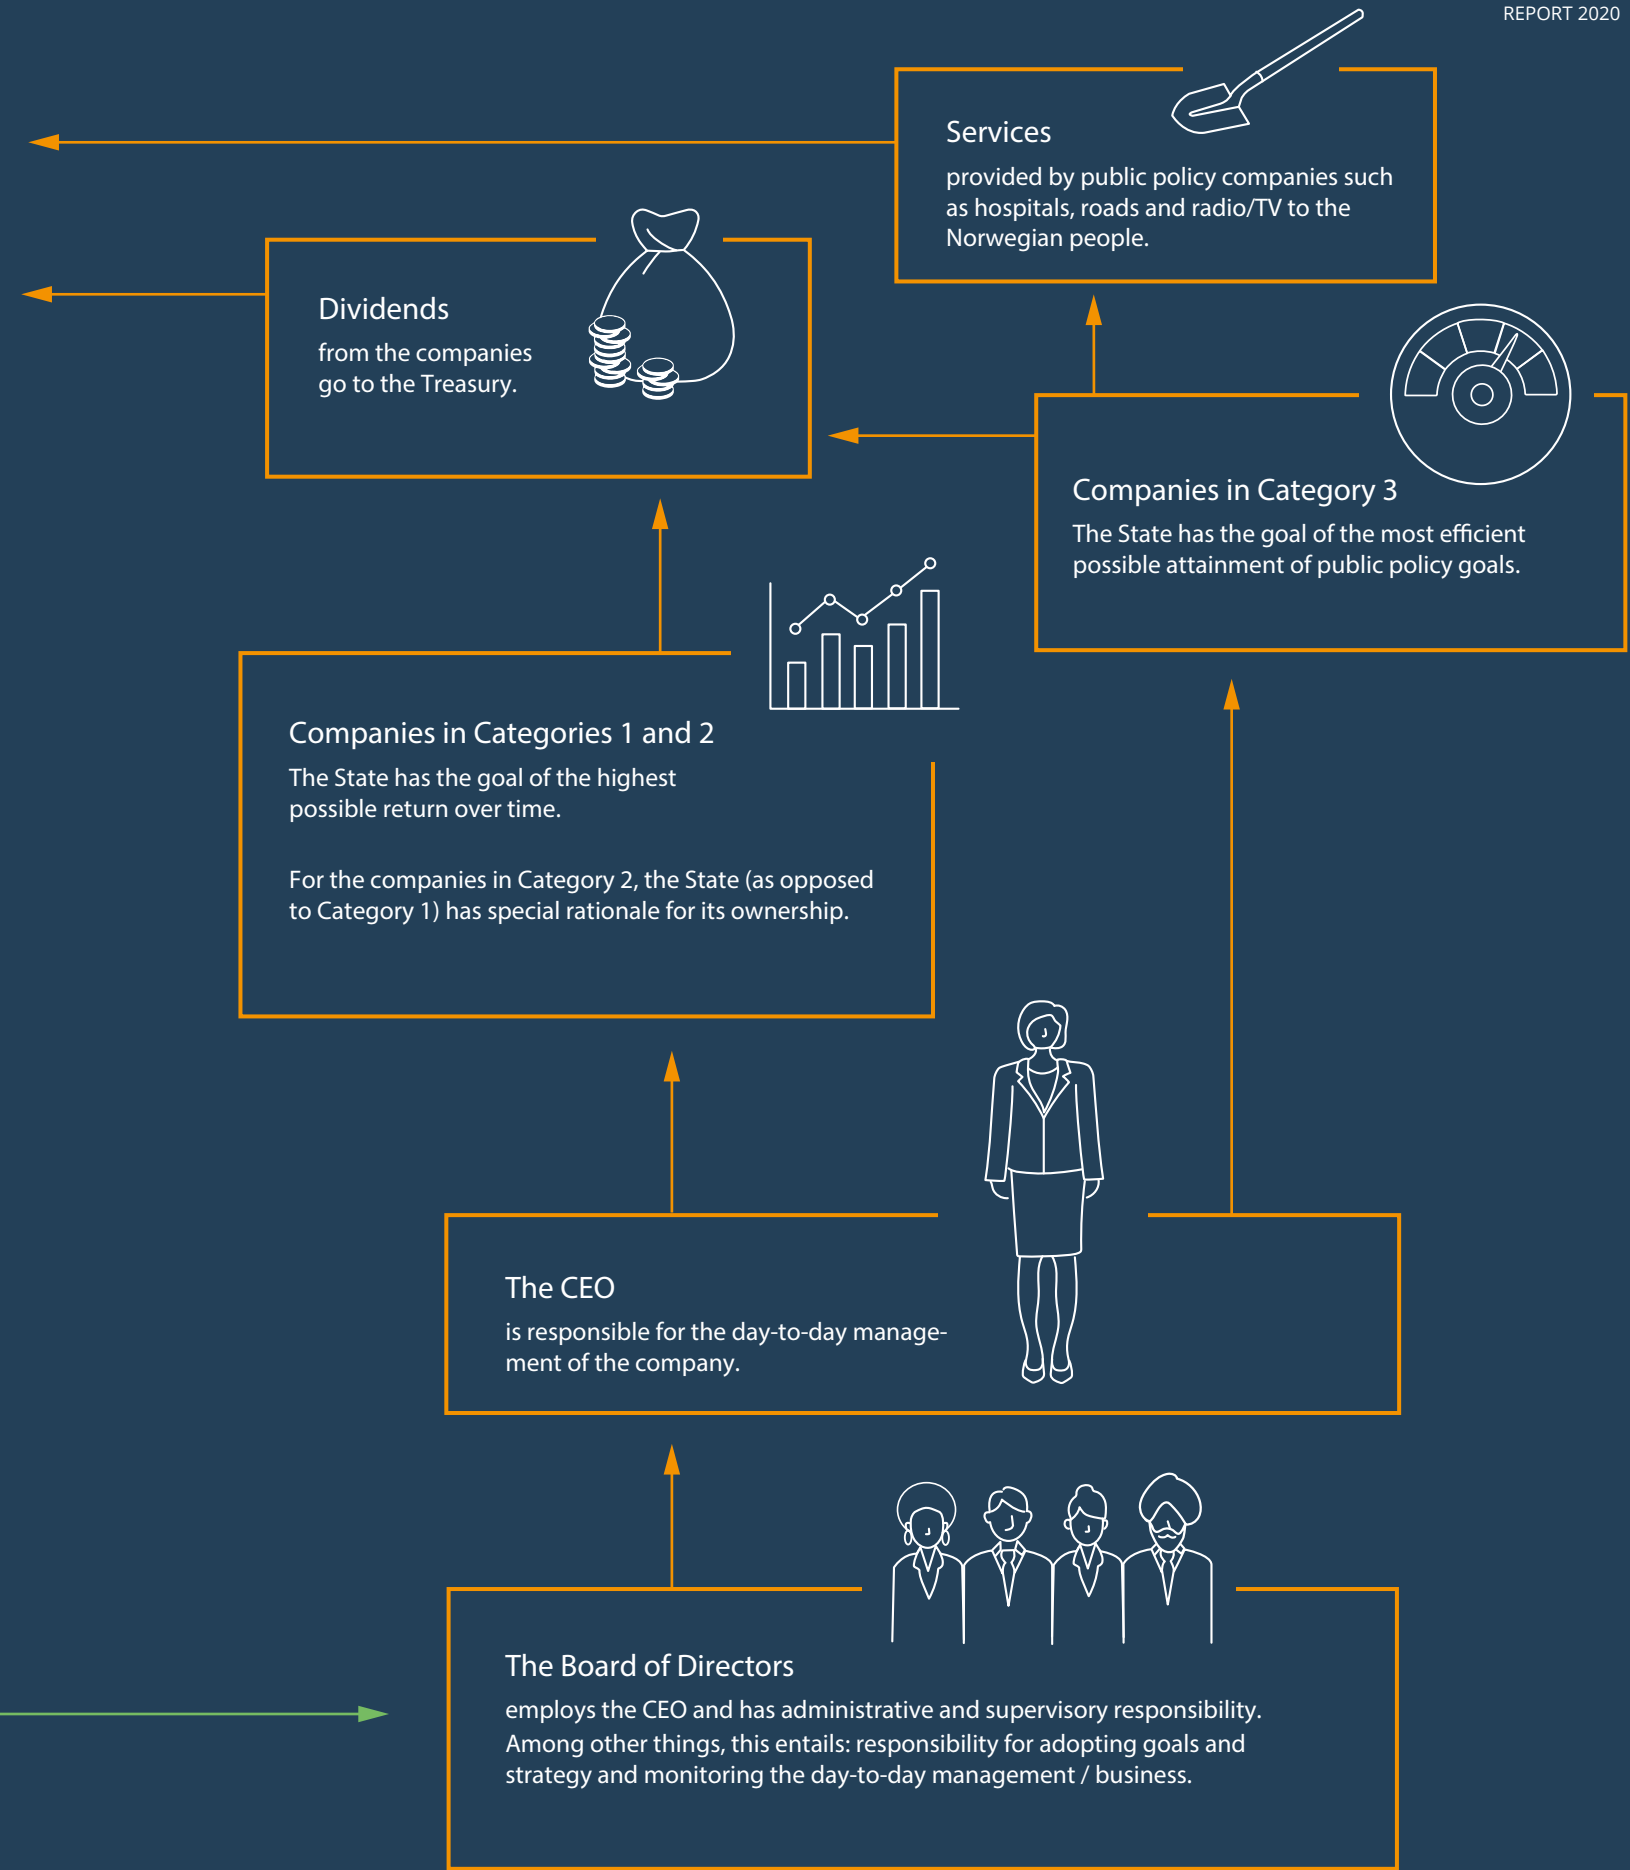 REPORT 2020
Services
provided by public policy companies such
as hospitals, roads and radio/TV to the
Norwegian people.
Dividends
from the companies
go to the Treasury.
Companies in Category 3
The State has the goal of the most efficient
possible attainment of public policy goals.
Companies in Categories 1 and 2
The State has the goal of the highest
possible return over time.
For the companies in Category 2, the State (as opposed
to Category 1) has special rationale for its ownership.
The CEO
is responsible for the day-to-day manage-
ment of the company.
The Board of Directors
employs the CEO and has administrative and supervisory responsibility.
Among other things, this entails: responsibility for adopting goals and
strategy and monitoring the day-to-day management / business.